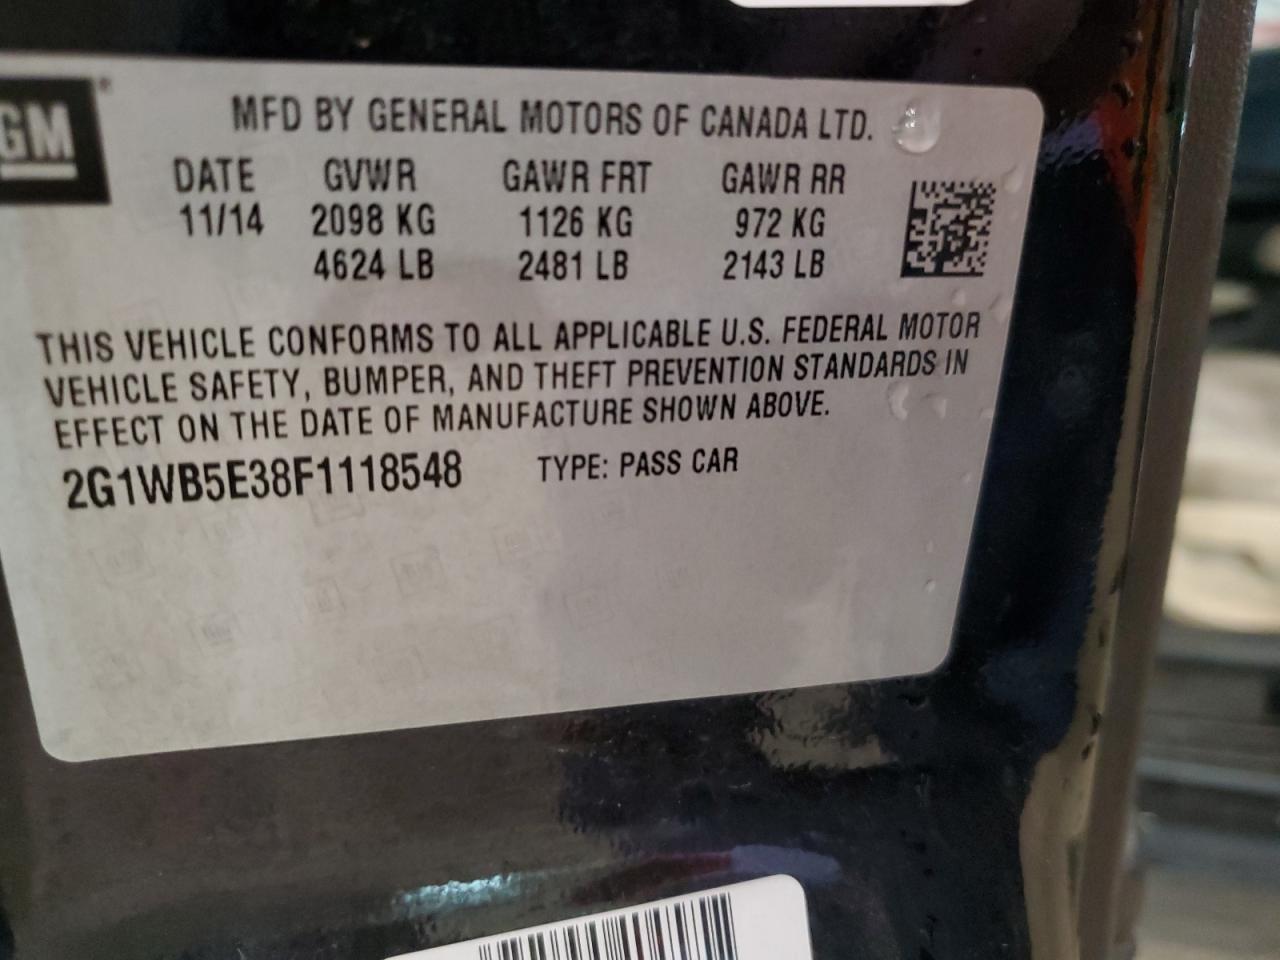 GM
MFD BY GENERAL MOTORS OF CANADA LTD.
DATE GVWR GAWR FRT GAWR RR
11/14 2098 KG 1126 KG 972 KG
4624 LB 2481 LB 2143 LB
THIS VEHICLE CONFORMS TO ALL APPLICABLE U.S. FEDERAL MOTOR
VEHICLE SAFETY, BUMPER, AND THEFT PREVENTION STANDARDS IN
EFFECT ON THE DATE OF MANUFACTURE SHOWN ABOVE.
2G1WB5E38F1118548 TYPE: PASS CAR